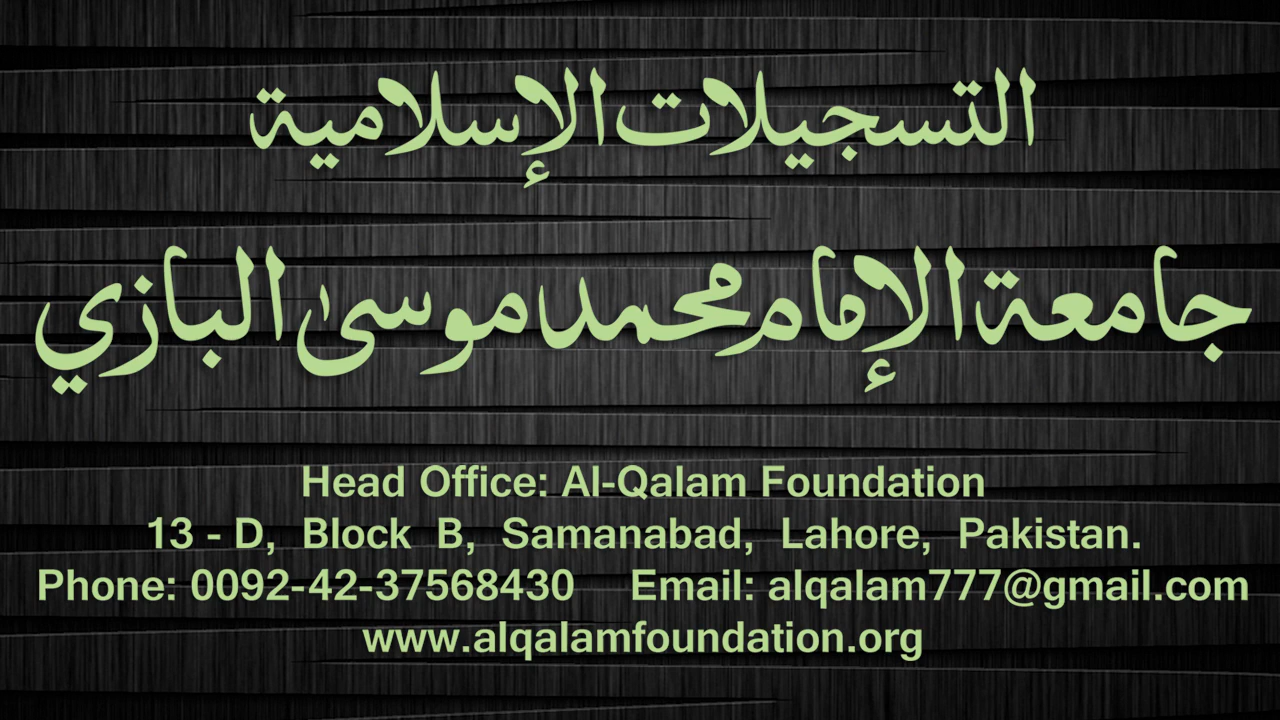 التسجيلات الإسلامية
جامعة الإمام محمد موسىٰ البازي
Head Office: Al-Qalam Foundation
13 - D, Block B, Samanabad, Lahore, Pakistan.
Phone: 0092-42-37568430 Email: alqalam777@gmail.com
www.alqalamfoundation.org